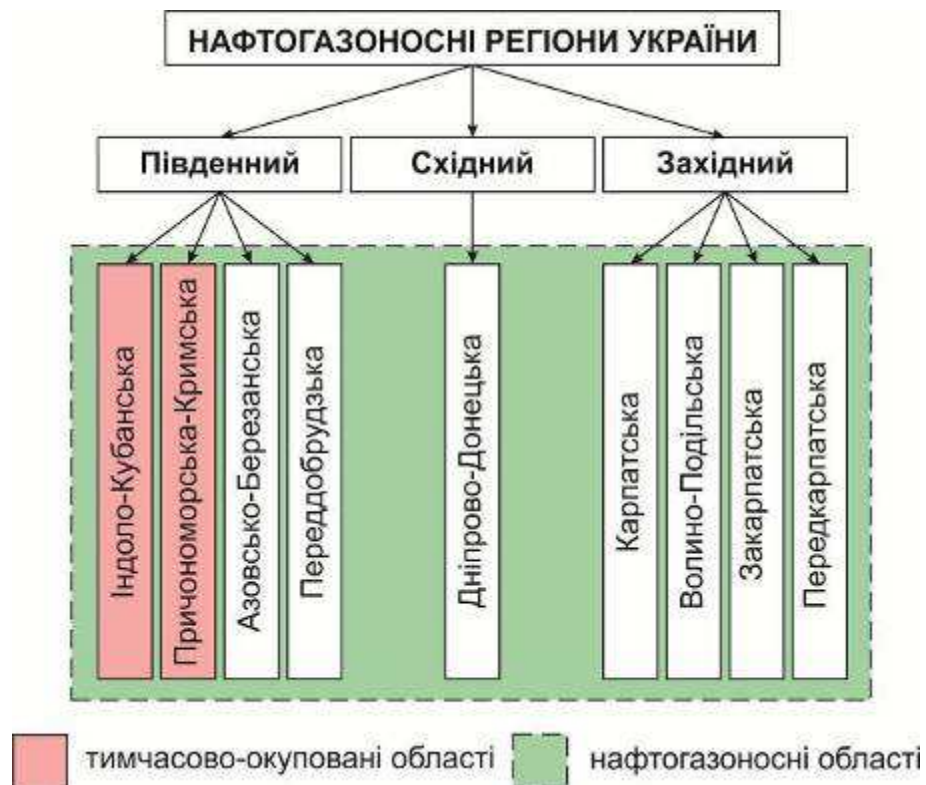 НАФТОГАЗОНОСНІ РЕГІОНИ УКРАЇНИ
Південний
Східний
Західний
Індоло-Кубанська
Причономорська-Кримська
Азовсько-Березанська
Переддобрудзька
Дніпрово-Донецька
Карпатська
Волино-Подільська
Закарпатська
Передкарпатська
тимчасово-окуповані області
нафтогазоносні області